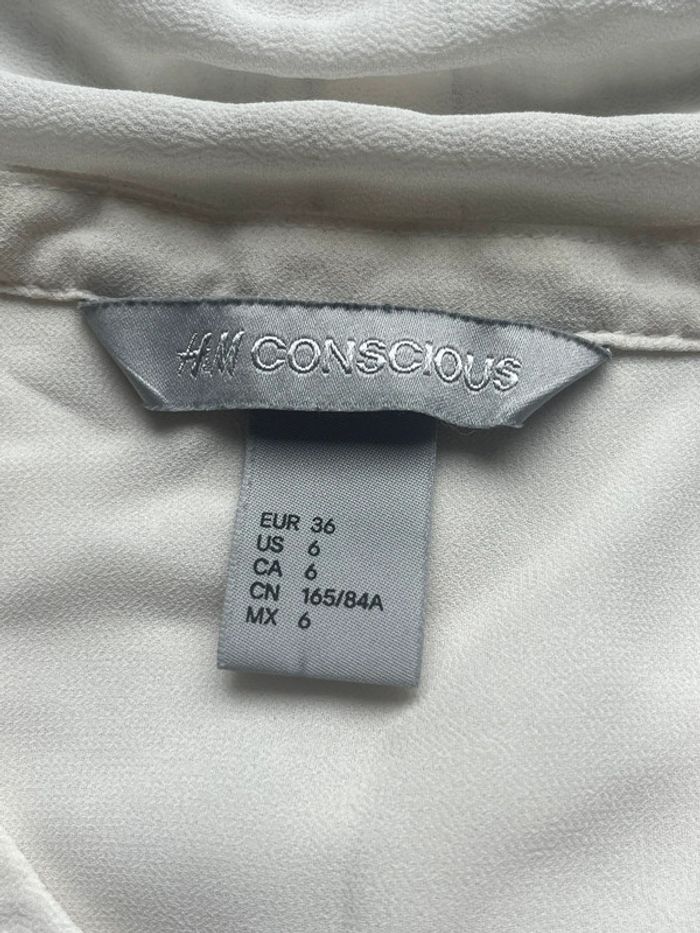 H&M CONSCIOUS
EUR 36
US 6
CA 6
CN 165/84A
MX 6